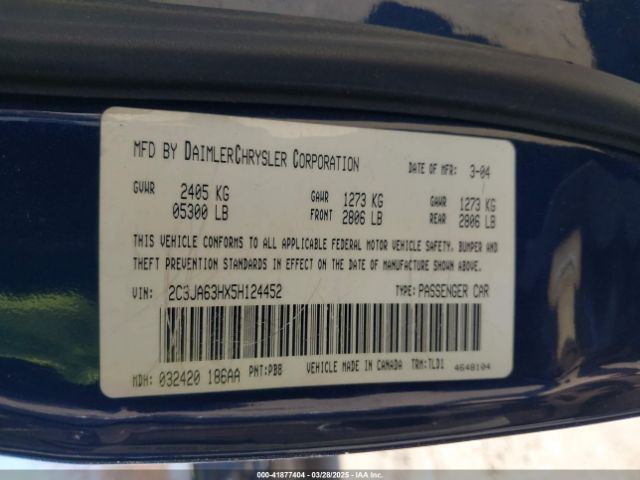 MFD BY DAIMLERCHRYSLER CORPORATION DATE OF MFR: 3-04
GVWR 2405 KG GAWR 1273 KG GAWR 1273 KG
05300 LB FRONT 2806 LB REAR 2806 LB
THIS VEHICLE CONFORMS TO ALL APPLICABLE FEDERAL MOTOR VEHICLE SAFETY, BUMPER AND
THEFT PREVENTION STANDARDS IN EFFECT ON THE DATE OF MANUFACTURE SHOWN ABOVE.
VIN: 2C3JA63HX5H124452 TYPE: PASSENGER CAR
MDH: 032420 186AA PNT:PBB VEHICLE MADE IN CANADA TRM:TLD1 4648104
000-41877404 - 03/28/2025 - IAAI.COM